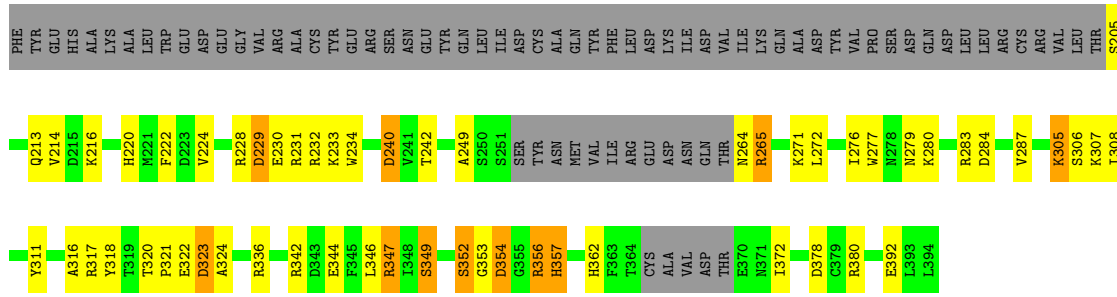 PHE TYR GLU HIS ALA LYS ALA LEU TRP GLU ASP GLU GLY VAL ARG ALA CYS TYR GLU ARG SER ASN GLU TYR GLN LEU ILE ASP CYS ALA GLN TYR PHE LEU ASP LYS ILE ASP VAL ILE LYS GLN ALA ASP TYR VAL PRO SER ASP GLN ASP LEU LEU ARG CYS ARG VAL LEU THR S205
Q213 V214 D215 K216 H220 M221 F222 D223 V224 R228 D229 E230 R231 R232 K233 W234 D240 V241 T242 A249 S250 S251 SER TYR ASN MET VAL ILE ARG GLU ASP ASN GLN THR N264 R265 K271 L272 I276 W277 N278 N279 K280 R283 D284 V287 K305 S306 K307 I308
Y311 A316 R317 Y318 T319 T320 P321 E322 D323 A324 R336 R342 D343 E344 F345 L346 R347 I348 S349 S352 G353 D354 G355 R356 H357 H362 F363 T364 CYS ALA VAL ASP THR E370 N371 I372 D378 C379 R380 E392 L393 L394